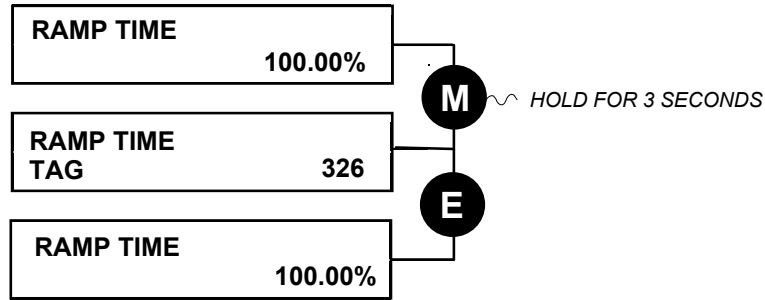 RAMP TIME
100.00%
M
HOLD FOR 3 SECONDS
RAMP TIME
TAG 326
E
RAMP TIME
100.00%